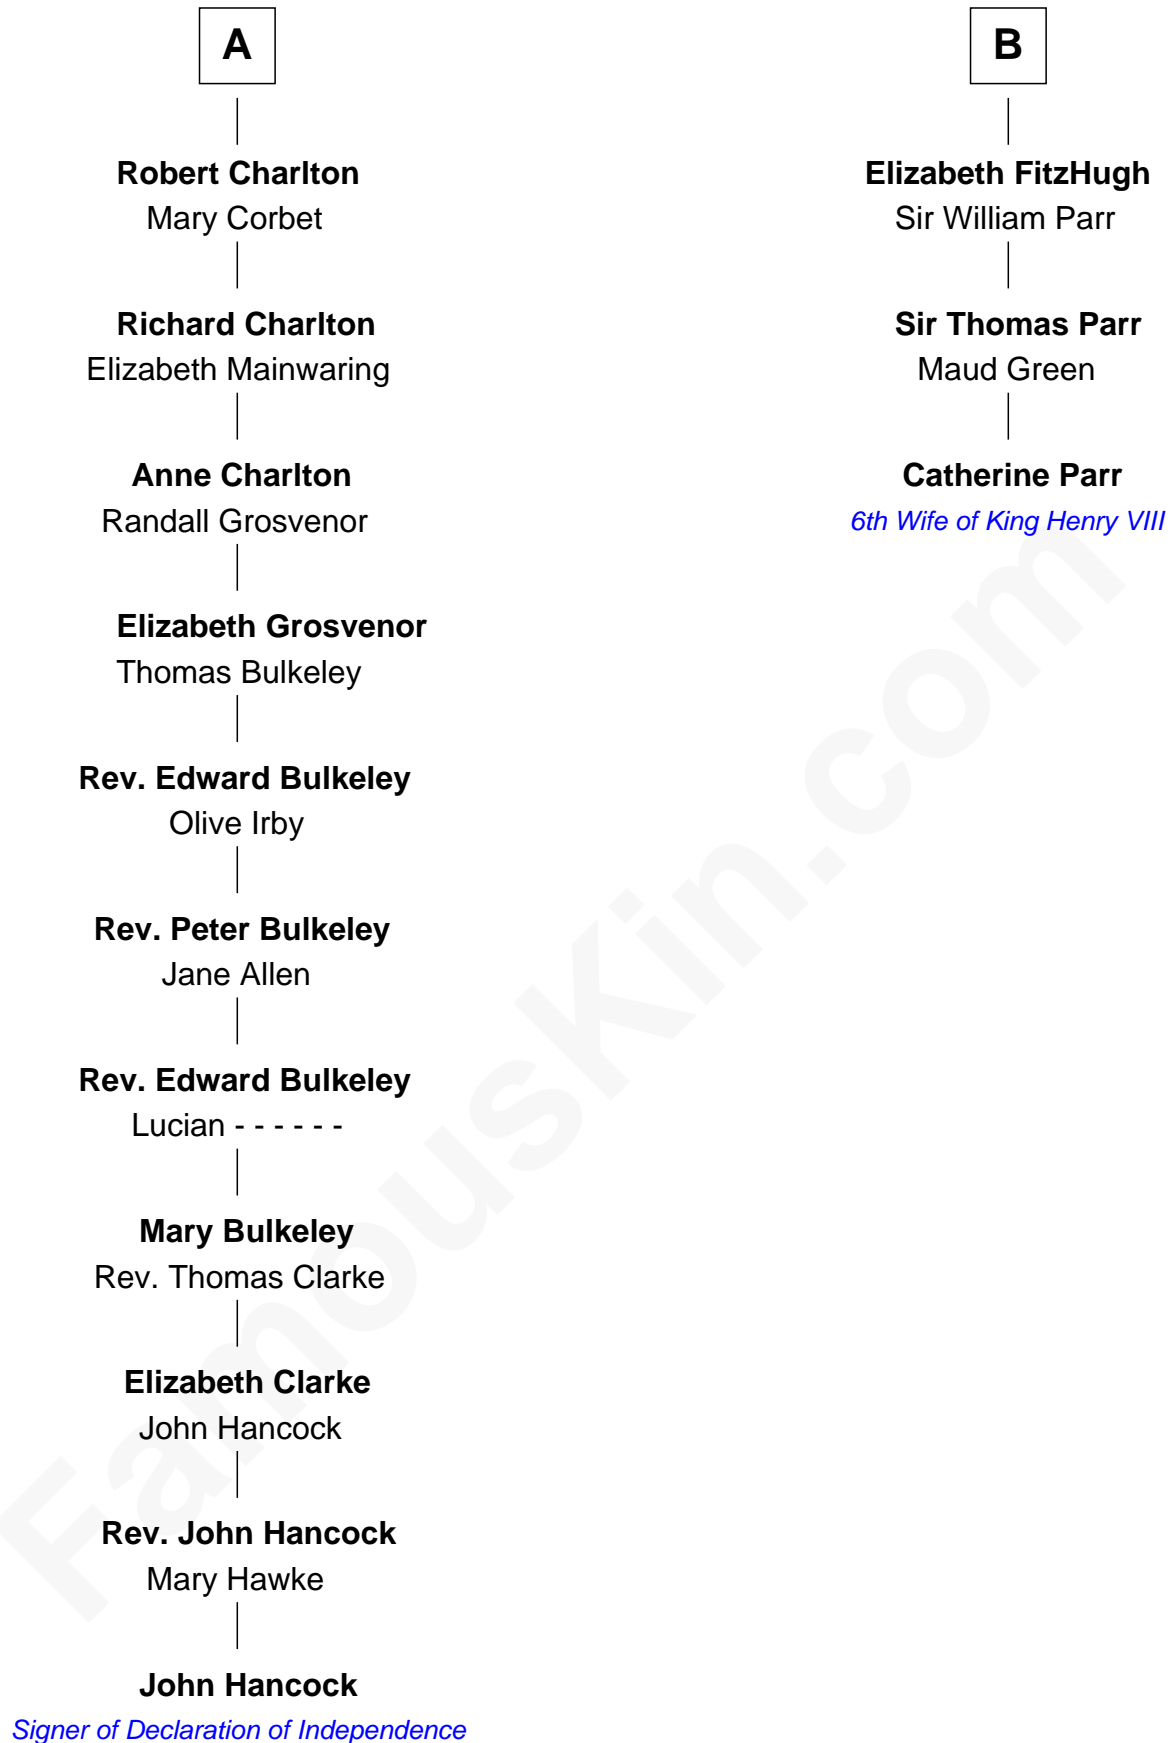 A
Robert Charlton
Mary Corbet
Richard Charlton
Elizabeth Mainwaring
Anne Charlton
Randall Grosvenor
Elizabeth Grosvenor
Thomas Bulkeley
Rev. Edward Bulkeley
Olive Irby
Rev. Peter Bulkeley
Jane Allen
Rev. Edward Bulkeley
Lucian - - - - - -
Mary Bulkeley
Rev. Thomas Clarke
Elizabeth Clarke
John Hancock
Rev. John Hancock
Mary Hawke
John Hancock
Signer of Declaration of Independence
B
Elizabeth FitzHugh
Sir William Parr
Sir Thomas Parr
Maud Green
Catherine Parr
6th Wife of King Henry VIII
FamousKin.com